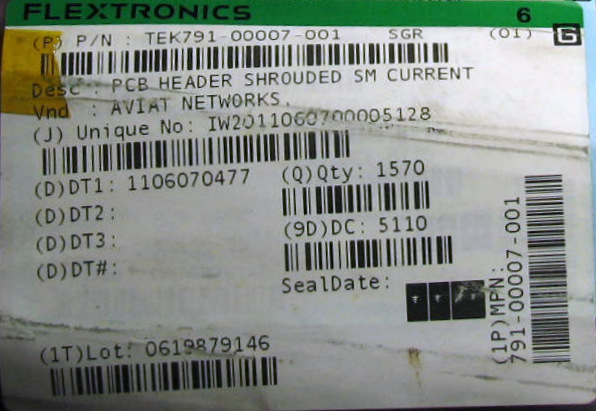 FLEXTRONICS 6
(P) P/N : TEK791-00007-001 SGR (01) G
Desc : PCB HEADER SHROUDED SM CURRENT
Vnd : AVIAT NETWORKS.
(J) Unique No: IW2011060700005128
(D)DT1: 1106070477 (Q)Qty: 1570
(D)DT2:
(9D)DC: 5110
(D)DT3:
(D)DT#:
SealDate:
(1P)MPN:
791-00007-001
(1T)Lot: 0619879146